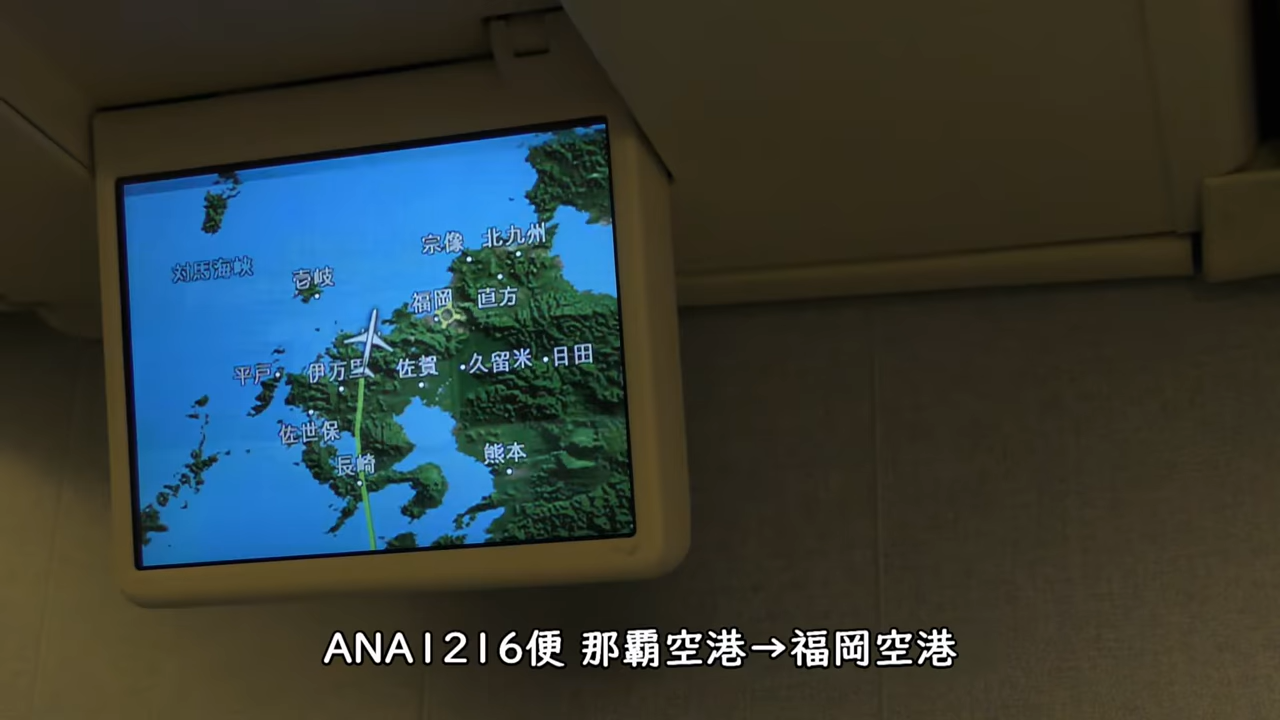 宗像 北九州
対馬海峡 壱岐
福岡 直方
平戸 伊万里 佐賀 久留米 日田
佐世保
長崎 熊本
ANA1216便 那覇空港→福岡空港